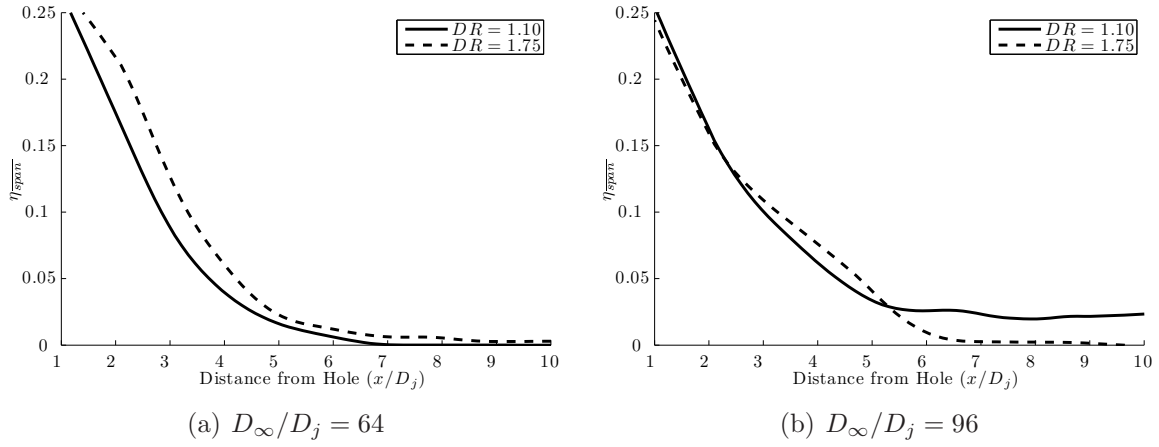 0.25
0.2
0.15
0.1
0.05
0
1 2 3 4 5 6 7 8 9 10
η_span
Distance from Hole (x/D_j)
DR = 1.10
DR = 1.75
(a) D_∞/D_j = 64
0.25
0.2
0.15
0.1
0.05
0
1 2 3 4 5 6 7 8 9 10
η_span
Distance from Hole (x/D_j)
DR = 1.10
DR = 1.75
(b) D_∞/D_j = 96